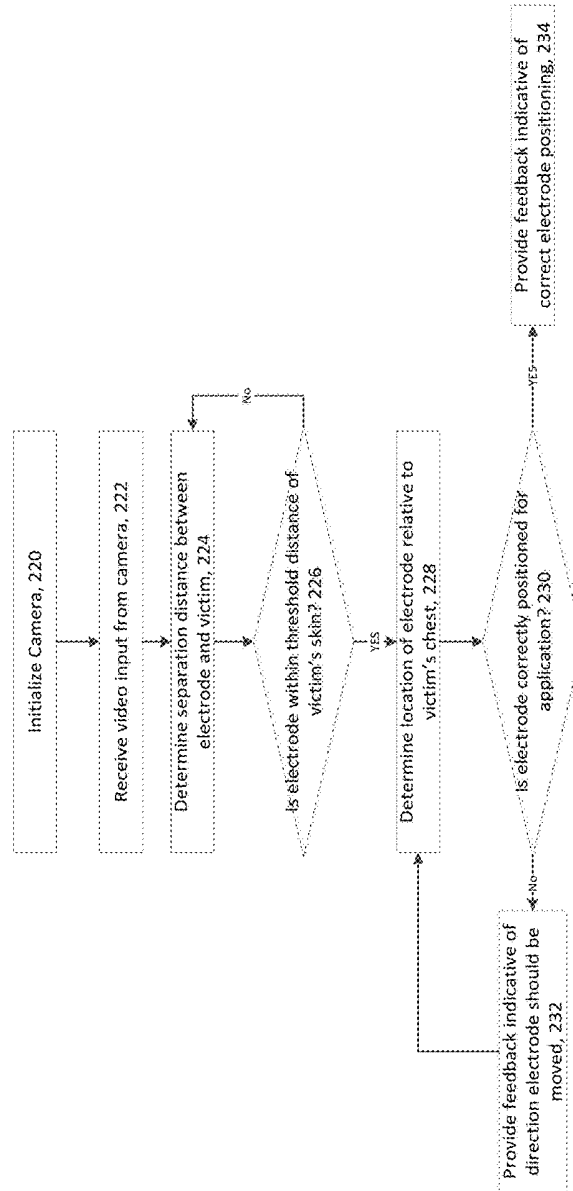 Initialize Camera, 220
Receive video input from camera, 222
Determine separation distance between
electrode and victim, 224
No
Is electrode within threshold distance of
victim's skin? 226
YES
Determine location of electrode relative to
victim's chest, 228
Is electrode correctly positioned for
application? 230
No
Provide feedback indicative of
direction electrode should be
moved, 232
YES
Provide feedback indicative of
correct electrode positioning, 234